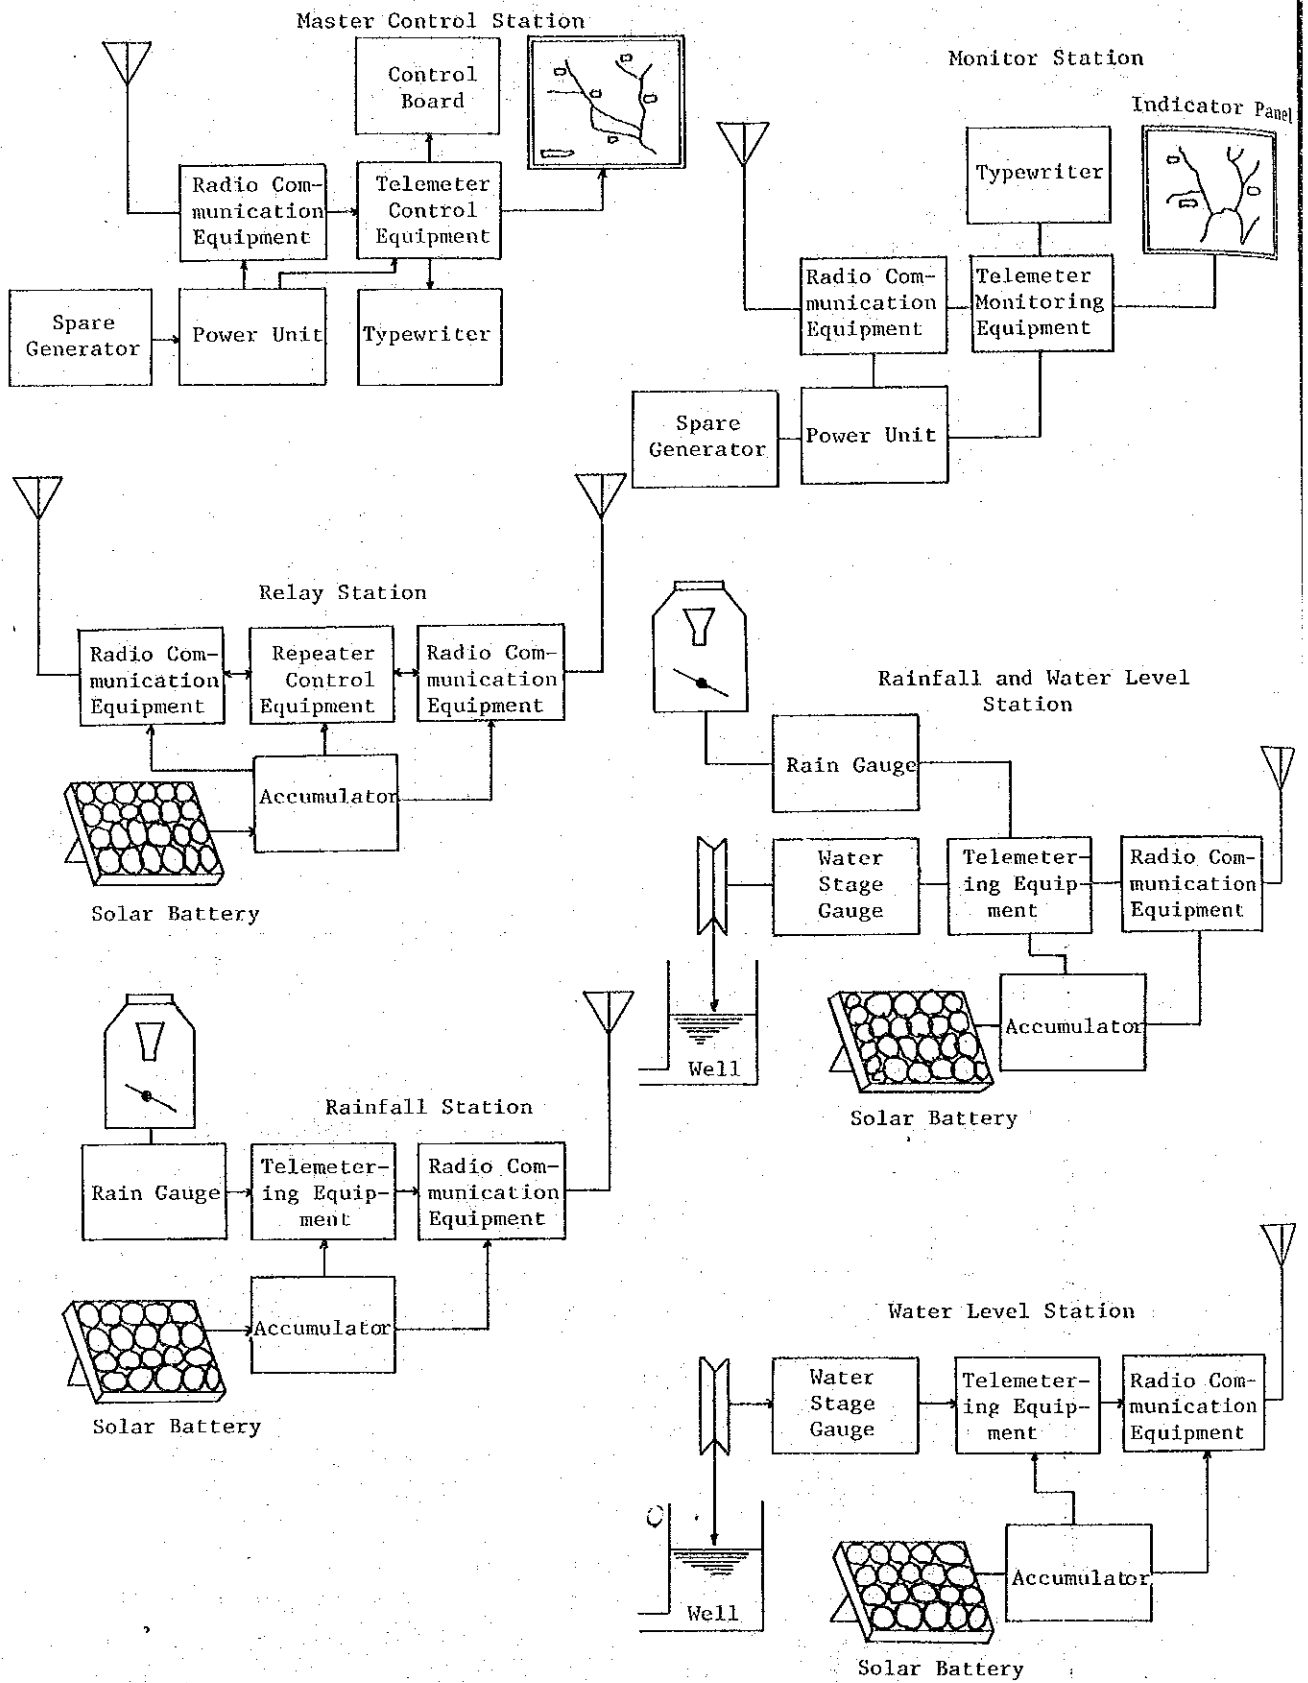 Master Control Station
Control
Board
Radio Com-
munication
Equipment
Telemeter
Control
Equipment
Spare
Generator
Power Unit
Typewriter
Monitor Station
Indicator Panel
Typewriter
Radio Com-
munication
Equipment
Telemeter
Monitoring
Equipment
Spare
Generator
Power Unit
Relay Station
Radio Com-
munication
Equipment
Repeater
Control
Equipment
Radio Com-
munication
Equipment
Accumulator
Solar Battery
Rainfall and Water Level
Station
Rain Gauge
Water
Stage
Gauge
Telemeter-
ing Equip-
ment
Radio Com-
munication
Equipment
Well
Accumulator
Solar Battery
Rainfall Station
Rain Gauge
Telemeter-
ing Equip-
ment
Radio Com-
munication
Equipment
Accumulator
Solar Battery
Water Level Station
Water
Stage
Gauge
Telemeter-
ing Equip-
ment
Radio Com-
munication
Equipment
Well
Accumulator
Solar Battery